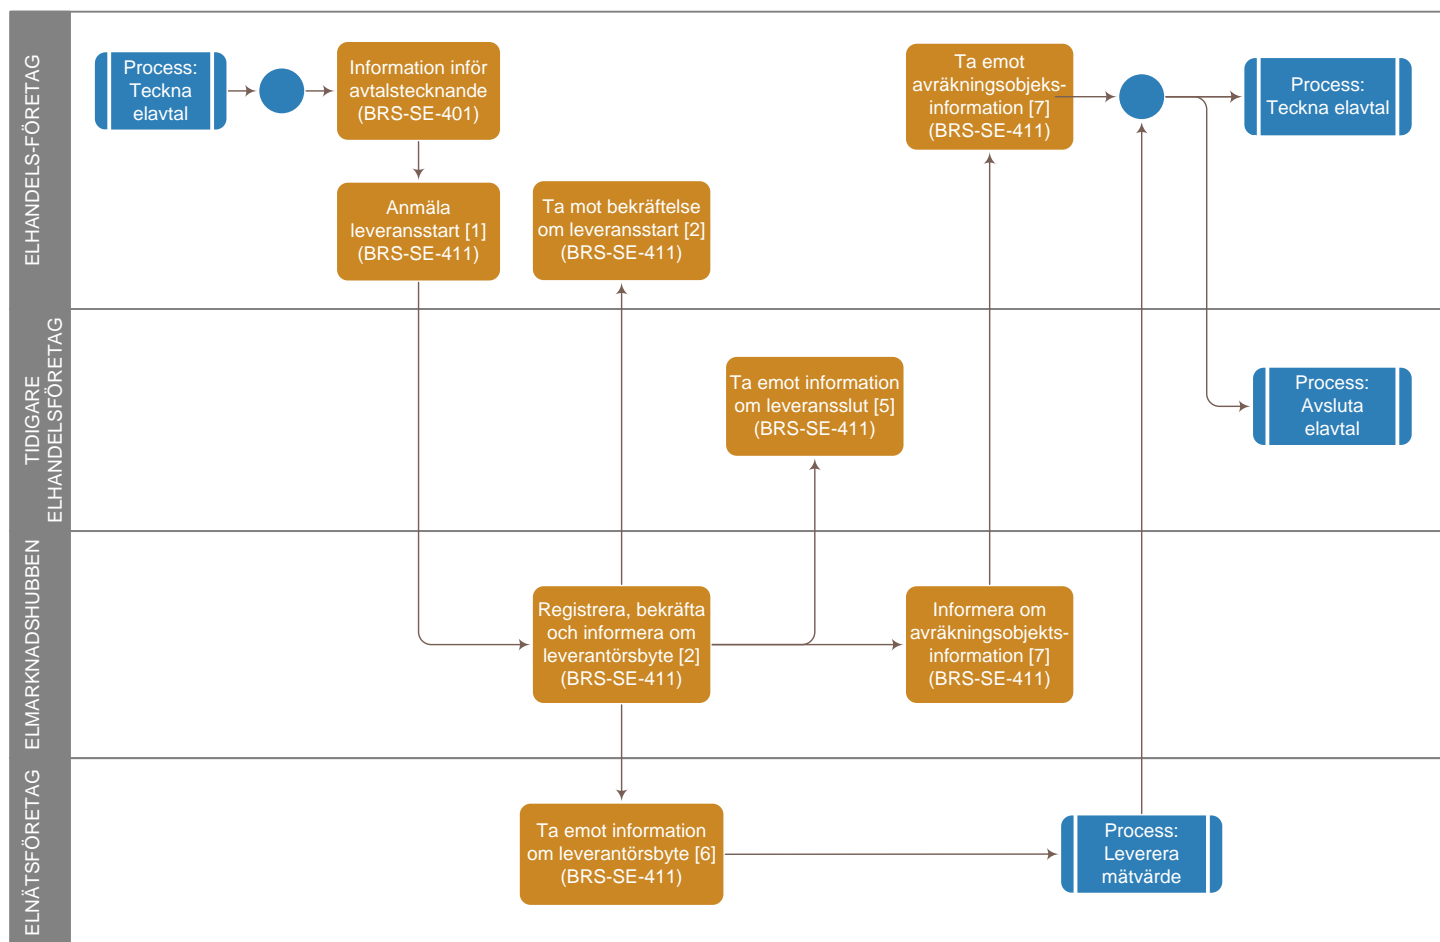 ELHANDELS-FÖRETAG
Process:
Teckna
elavtal
Information inför
avtalstecknande
(BRS-SE-401)
Anmäla
leveransstart [1]
(BRS-SE-411)
Ta mot bekräftelse
om leveransstart [2]
(BRS-SE-411)
Ta emot
avräkningsobjeks-
information [7]
(BRS-SE-411)
Process:
Teckna elavtal
TIDIGARE
ELHANDELSFÖRETAG
Ta emot information
om leveransslut [5]
(BRS-SE-411)
Process:
Avsluta
elavtal
ELMARKNADSHUBBEN
Registrera, bekräfta
och informera om
leverantörsbyte [2]
(BRS-SE-411)
Informera om
avräkningsobjekts-
information [7]
(BRS-SE-411)
ELNÄTSFÖRETAG
Ta emot information
om leverantörsbyte [6]
(BRS-SE-411)
Process:
Leverera
mätvärde